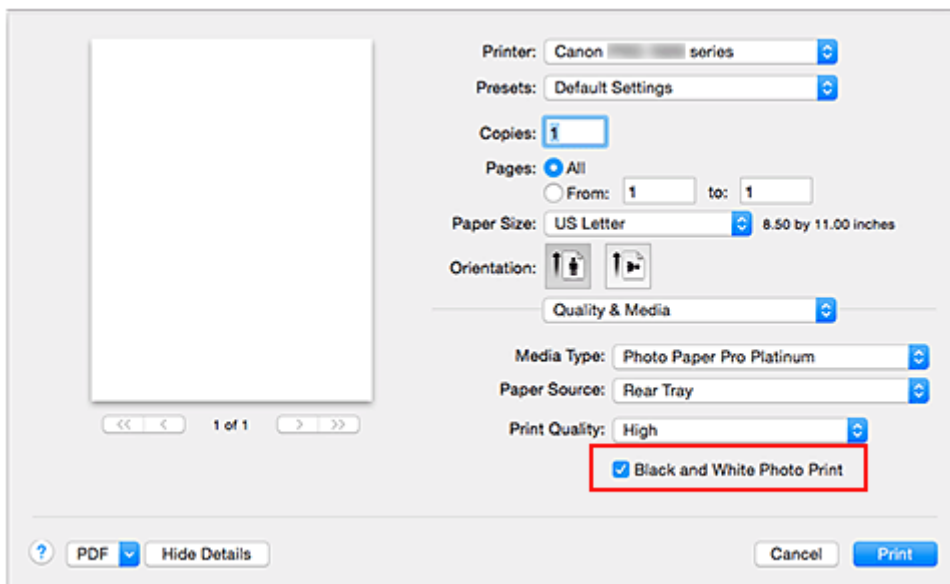 Printer: Canon series
Presets: Default Settings
Copies: 1
Pages: All
From: 1 to: 1
Paper Size: US Letter 8.50 by 11.00 inches
Orientation:
Quality & Media
Media Type: Photo Paper Pro Platinum
Paper Source: Rear Tray
<< < 1 of 1 > >>
Print Quality: High
Black and White Photo Print
? PDF Hide Details Cancel Print